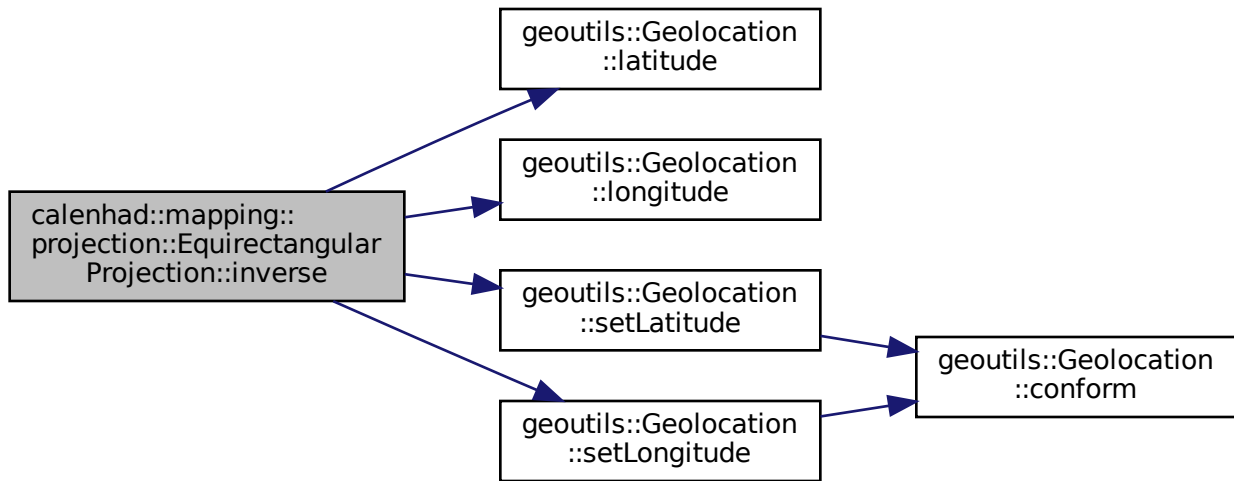 calenhad::mapping::
projection::Equirectangular
Projection::inverse
geoutils::Geolocation
::latitude
geoutils::Geolocation
::longitude
geoutils::Geolocation
::setLatitude
geoutils::Geolocation
::setLongitude
geoutils::Geolocation
::conform